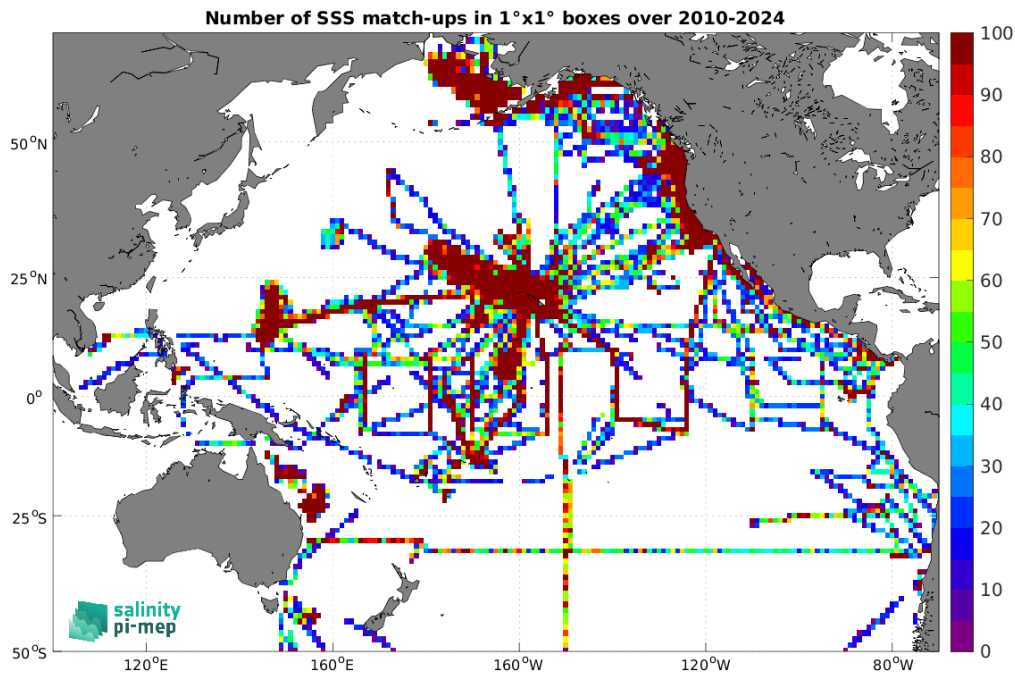 Number of SSS match-ups in 1°x1° boxes over 2010-2024
100
90
80
70
60
50
40
30
20
10
0
50°N
25°N
0°
25°S
50°S
120°E
160°E
160°W
120°W
80°W
salinity
pi-mep